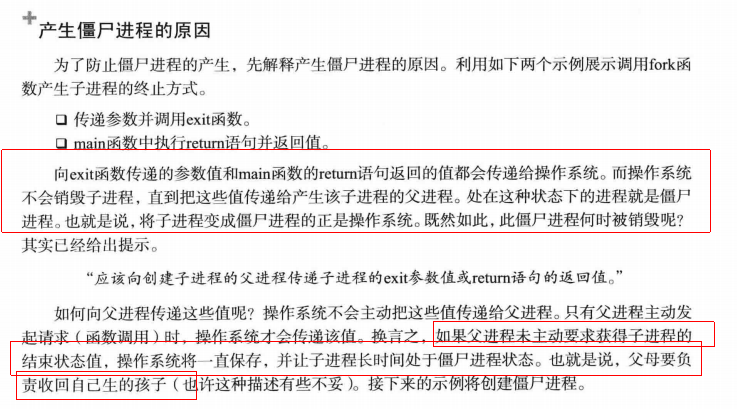 产生僵尸进程的原因
为了防止僵尸进程的产生，先解释产生僵尸进程的原因。利用如下两个示例展示调用fork函
数产生子进程的终止方式。
❏ 传递参数并调用exit函数。
❏ main函数中执行return语句并返回值。
向exit函数传递的参数值和main函数的return语句返回的值都会传递给操作系统。而操作系统
不会销毁子进程，直到把这些值传递给产生该子进程的父进程。处在这种状态下的进程就是僵尸
进程。也就是说，将子进程变成僵尸进程的正是操作系统。既然如此，此僵尸进程何时被销毁呢？
其实已经给出提示。
“应该向创建子进程的父进程传递子进程的exit参数值或return语句的返回值。”
如何向父进程传递这些值呢？操作系统不会主动把这些值传递给父进程。只有父进程主动发
起请求（函数调用）时，操作系统才会传递该值。换言之，如果父进程未主动要求获得子进程的
结束状态值，操作系统将一直保存，并让子进程长时间处于僵尸进程状态。也就是说，父母要负
责收回自己生的孩子（也许这种描述有些不妥）。接下来的示例将创建僵尸进程。